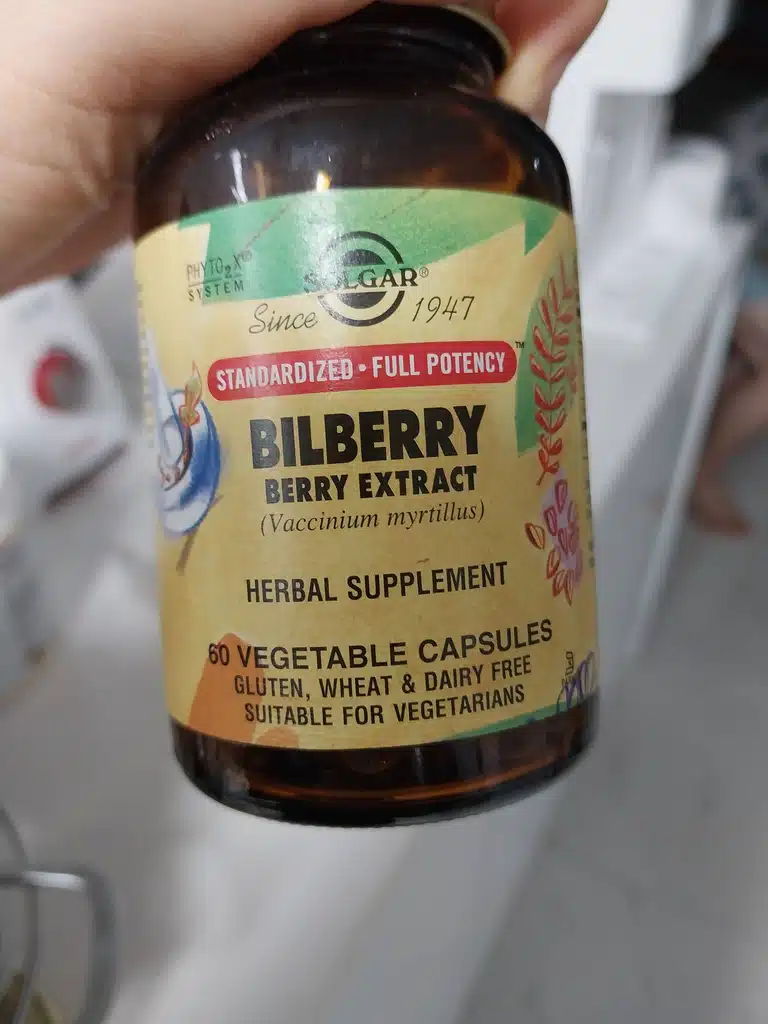 PHYTO2X
SYSTEM
SOLGAR®
Since 1947
STANDARDIZED • FULL POTENCY™
BILBERRY
BERRY EXTRACT
(Vaccinium myrtillus)
HERBAL SUPPLEMENT
60 VEGETABLE CAPSULES
GLUTEN, WHEAT & DAIRY FREE
SUITABLE FOR VEGETARIANS